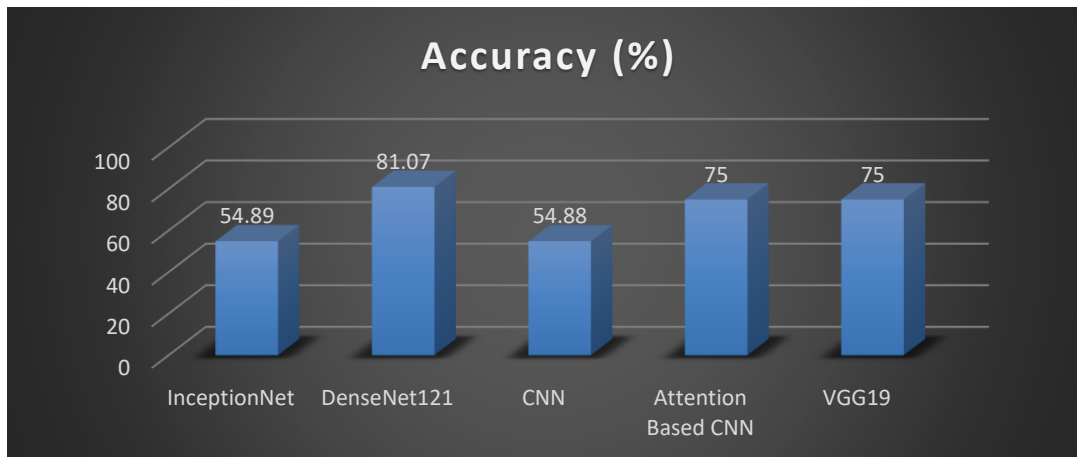 Accuracy (%)
100
80
60
40
20
0
54.89
81.07
54.88
75
75
InceptionNet
DenseNet121
CNN
Attention
Based CNN
VGG19